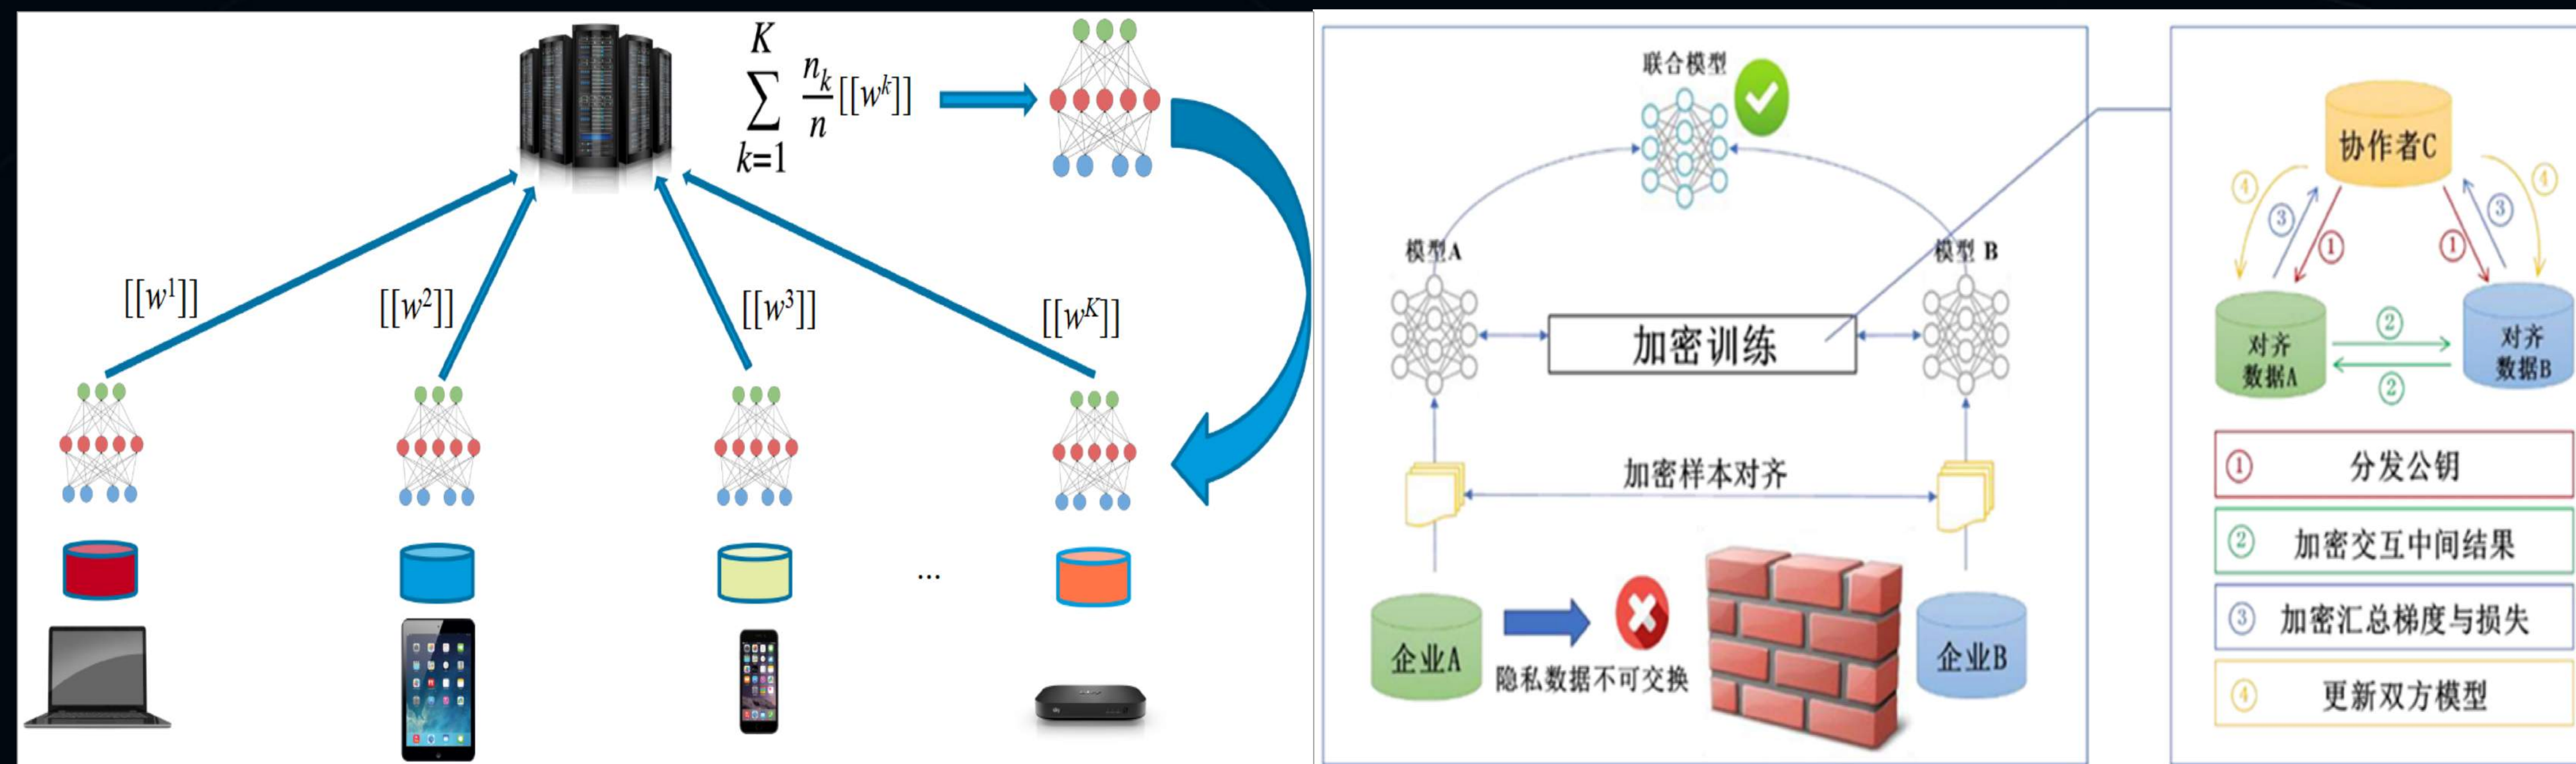 K
∑ n_k/n [[w^k]]
k=1
[[w^1]]
[[w^2]]
[[w^3]]
[[w^K]]
...
联合模型
模型A
模型 B
加密训练
加密样本对齐
企业A
隐私数据不可交换
企业B
协作者C
④
④
③
①
①
③
②
②
对齐
数据A
对齐
数据B
① 分发公钥
② 加密交互中间结果
③ 加密汇总梯度与损失
④ 更新双方模型